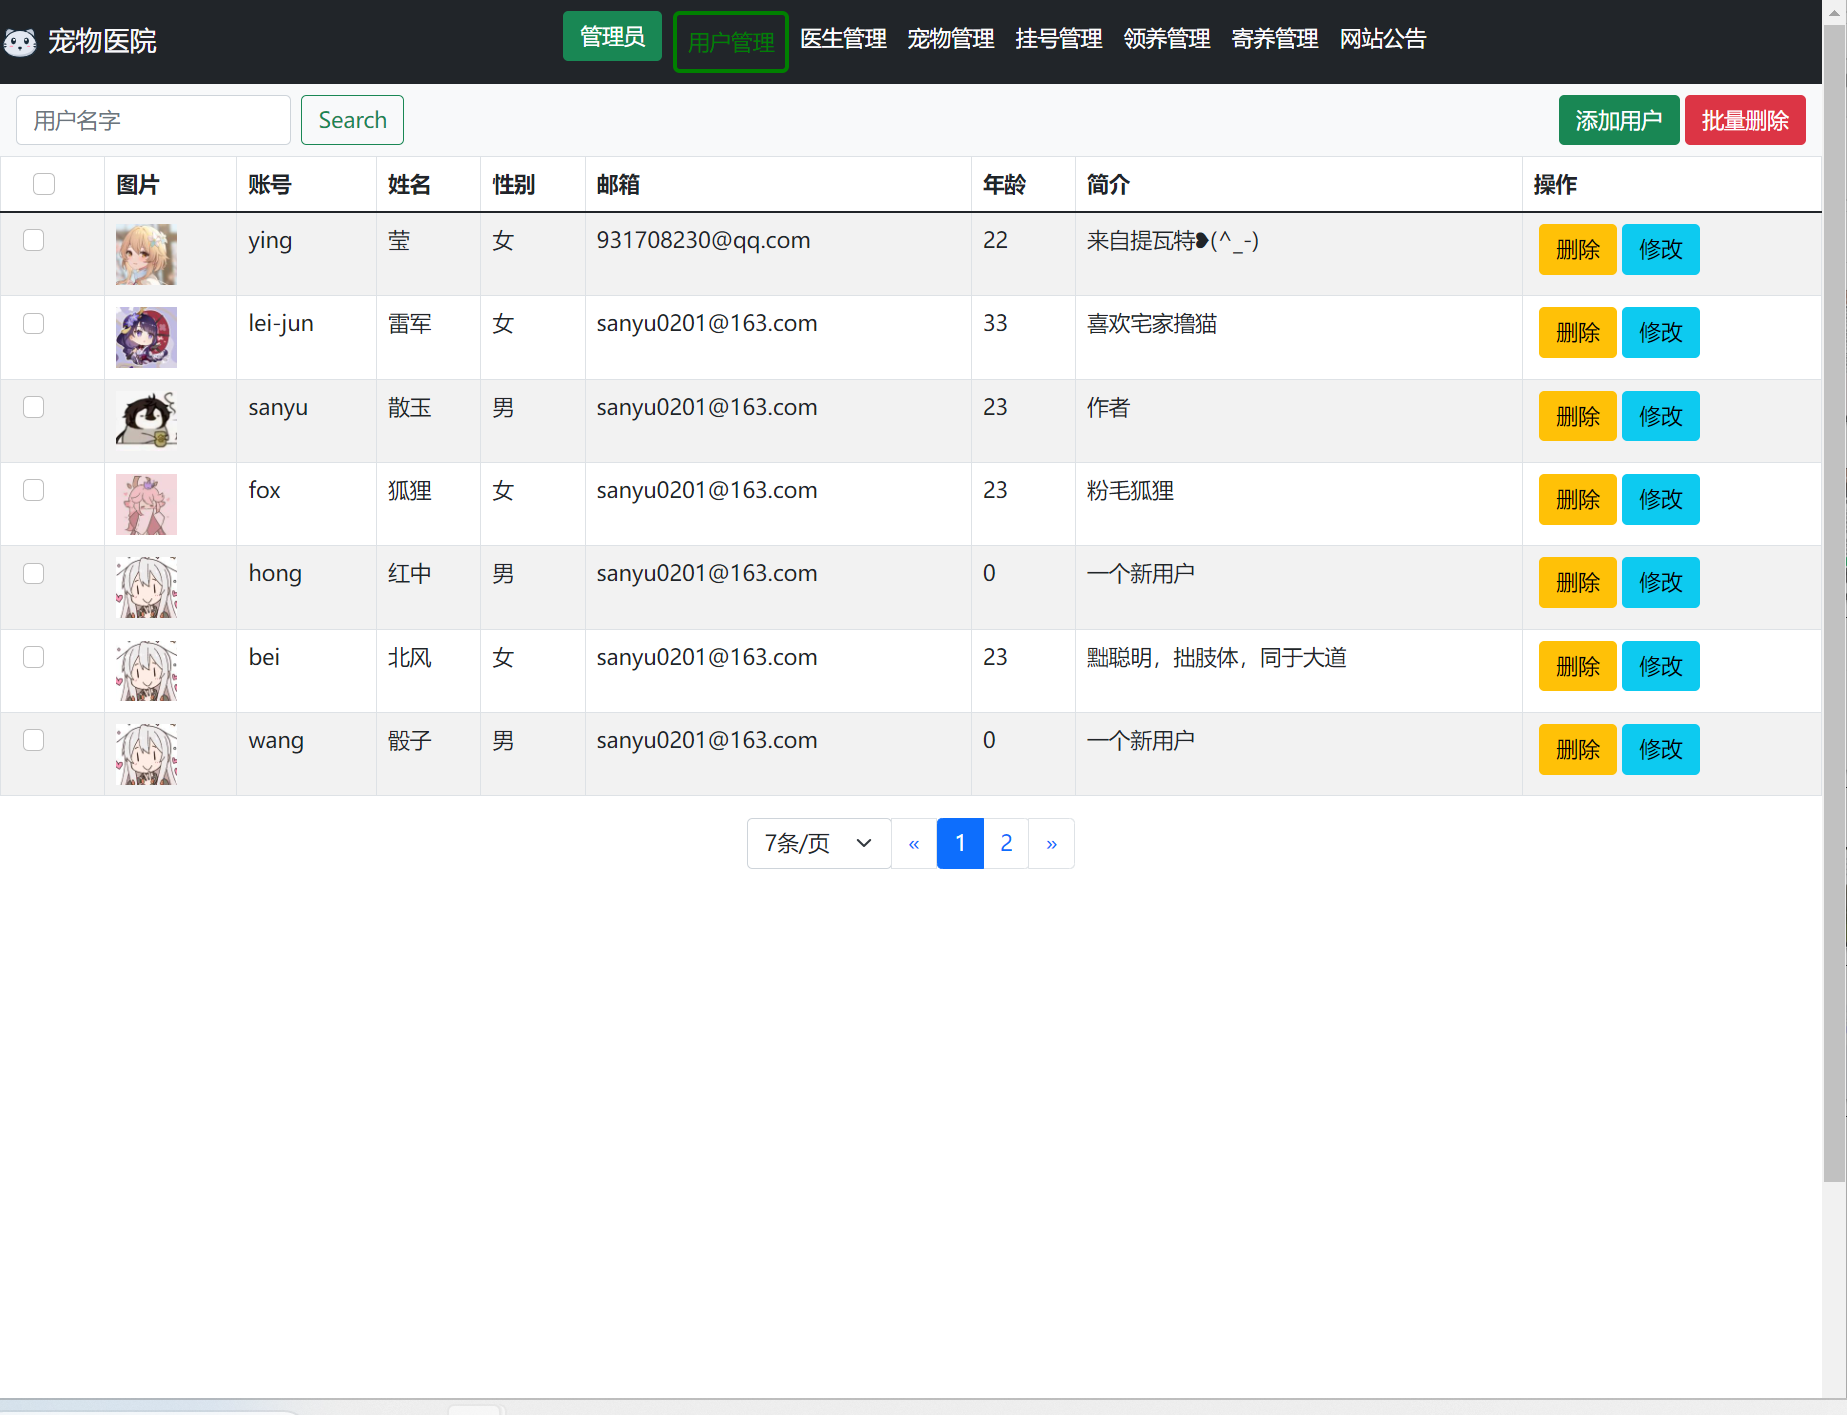 宠物医院 管理员 用户管理 医生管理 宠物管理 挂号管理 领养管理 寄养管理 网站公告
用户名字 Search 添加用户 批量删除
图片 账号 姓名 性别 邮箱 年龄 简介 操作
ying 莹 女 931708230@qq.com 22 来自提瓦特❥(^_-) 删除 修改
lei-jun 雷军 女 sanyu0201@163.com 33 喜欢宅家撸猫 删除 修改
sanyu 散玉 男 sanyu0201@163.com 23 作者 删除 修改
fox 狐狸 女 sanyu0201@163.com 23 粉毛狐狸 删除 修改
hong 红中 男 sanyu0201@163.com 0 一个新用户 删除 修改
bei 北风 女 sanyu0201@163.com 23 黜聪明，拙肢体，同于大道 删除 修改
wang 骰子 男 sanyu0201@163.com 0 一个新用户 删除 修改
7条/页 « 1 2 »